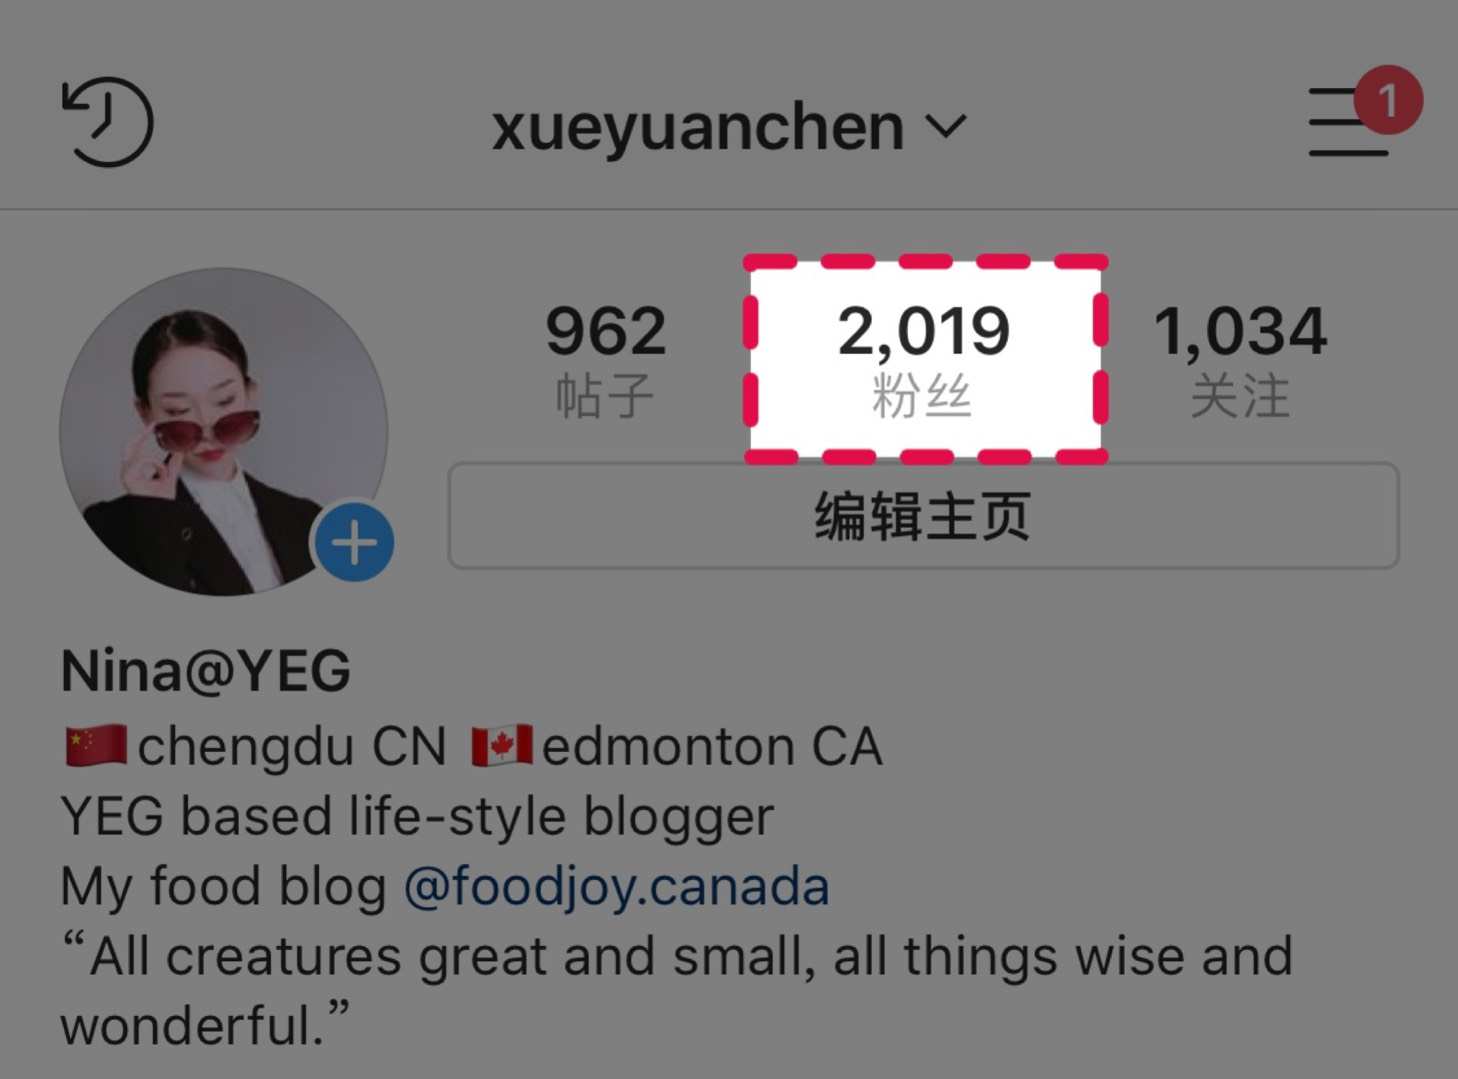 xueyuanchen
1
962 2,019 1,034
帖子 粉丝 关注
编辑主页
Nina@YEG
🇨🇳chengdu CN 🇨🇦edmonton CA
YEG based life-style blogger
My food blog @foodjoy.canada
“All creatures great and small, all things wise and
wonderful.”